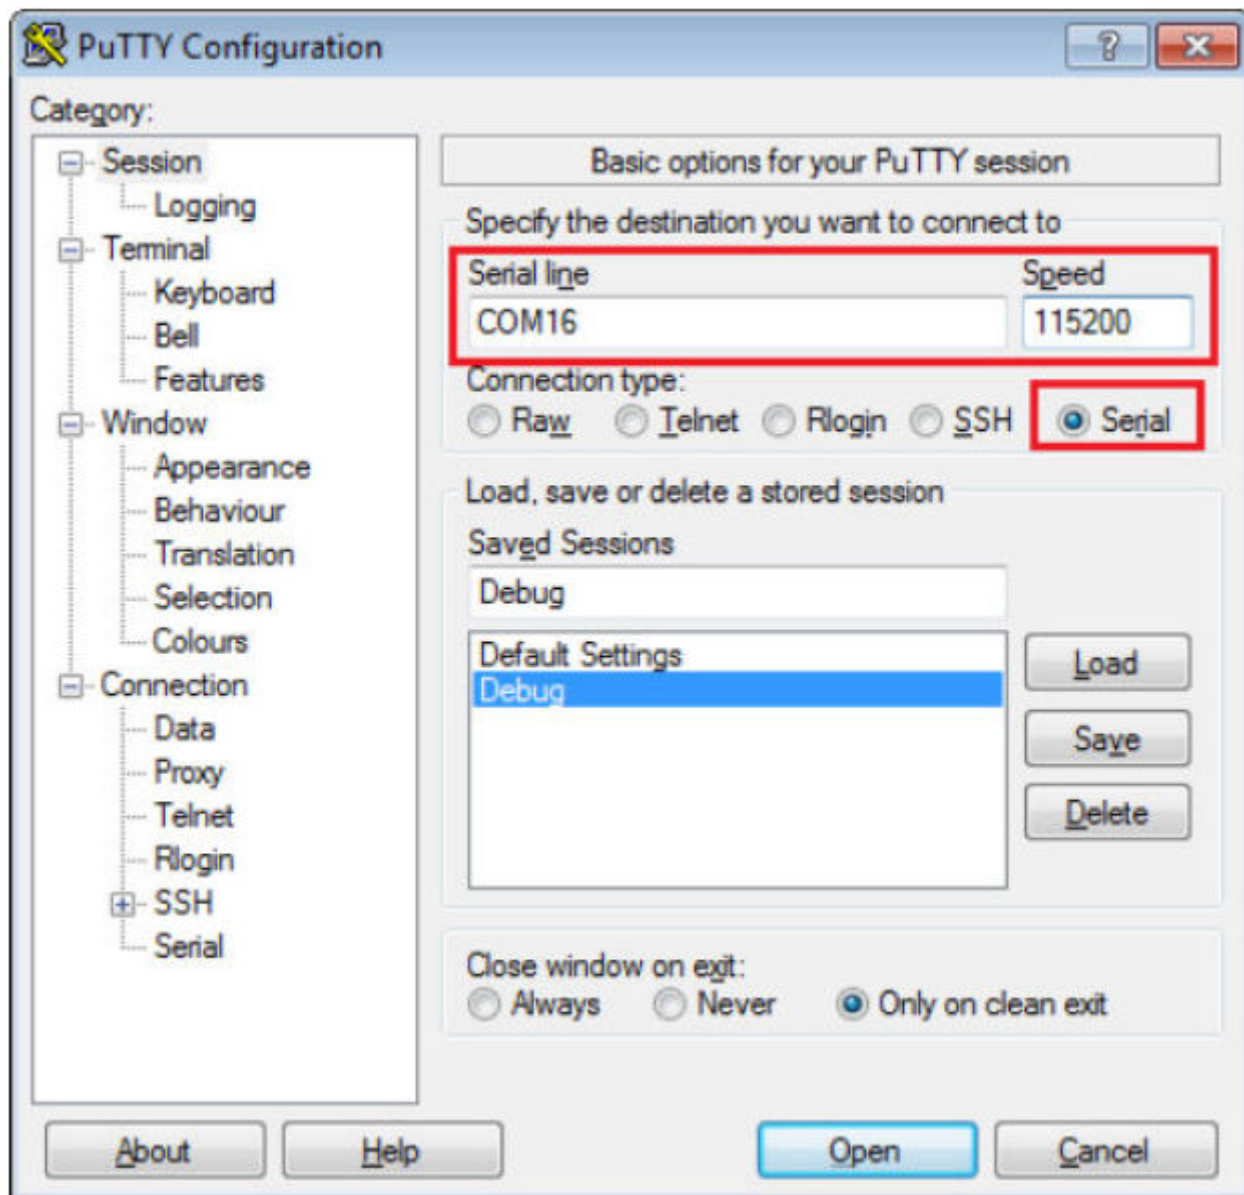 PuTTY Configuration
Category:
Session
Logging
Terminal
Keyboard
Bell
Features
Window
Appearance
Behaviour
Translation
Selection
Colours
Connection
Data
Proxy
Telnet
Rlogin
SSH
Serial
Basic options for your PuTTY session
Specify the destination you want to connect to
Serial line Speed
COM16 115200
Connection type:
Raw Telnet Rlogin SSH Serial
Load, save or delete a stored session
Saved Sessions
Debug
Default Settings
Debug
Load
Save
Delete
Close window on exit:
Always Never Only on clean exit
About Help Open Cancel